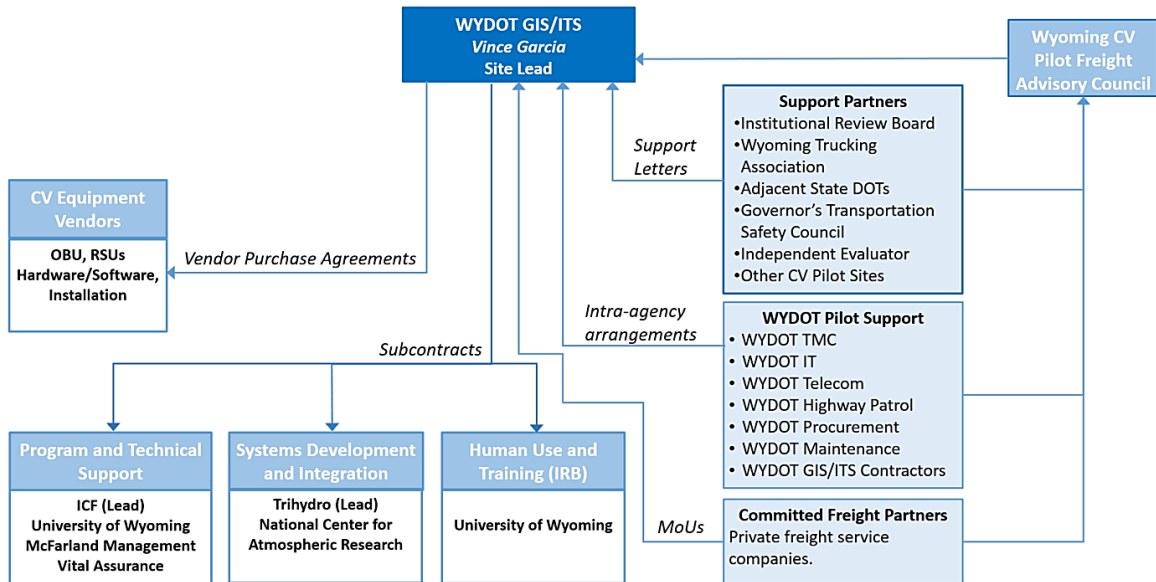 WYDOT GIS/ITS
Vince Garcia
Site Lead
Wyoming CV
Pilot Freight
Advisory Council
Support Partners
•Institutional Review Board
•Wyoming Trucking
Association
•Adjacent State DOTs
•Governor's Transportation
Safety Council
•Independent Evaluator
•Other CV Pilot Sites
Support
Letters
CV Equipment
Vendors
OBU, RSUs
Hardware/Software,
Installation
Vendor Purchase Agreements
Intra-agency
arrangements
WYDOT Pilot Support
• WYDOT TMC
• WYDOT IT
• WYDOT Telecom
• WYDOT Highway Patrol
• WYDOT Procurement
• WYDOT Maintenance
• WYDOT GIS/ITS Contractors
Subcontracts
Program and Technical
Support
ICF (Lead)
University of Wyoming
McFarland Management
Vital Assurance
Systems Development
and Integration
Trihydro (Lead)
National Center for
Atmospheric Research
Human Use and
Training (IRB)
University of Wyoming
MoUs
Committed Freight Partners
Private freight service
companies.